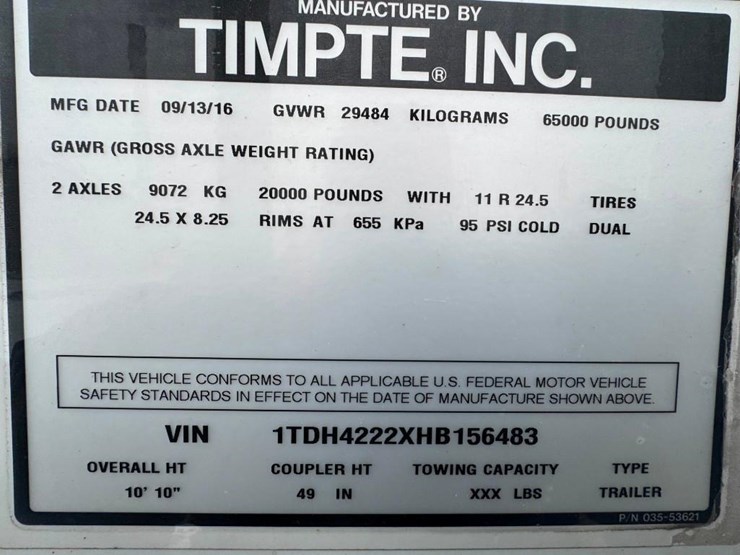 MANUFACTURED BY
TIMPTE® INC.
MFG DATE 09/13/16 GVWR 29484 KILOGRAMS 65000 POUNDS
GAWR (GROSS AXLE WEIGHT RATING)
2 AXLES 9072 KG 20000 POUNDS WITH 11 R 24.5 TIRES
24.5 X 8.25 RIMS AT 655 KPa 95 PSI COLD DUAL
THIS VEHICLE CONFORMS TO ALL APPLICABLE U.S. FEDERAL MOTOR VEHICLE
SAFETY STANDARDS IN EFFECT ON THE DATE OF MANUFACTURE SHOWN ABOVE.
VIN 1TDH4222XHB156483
OVERALL HT COUPLER HT TOWING CAPACITY TYPE
10' 10" 49 IN XXX LBS TRAILER
P/N 035-53621